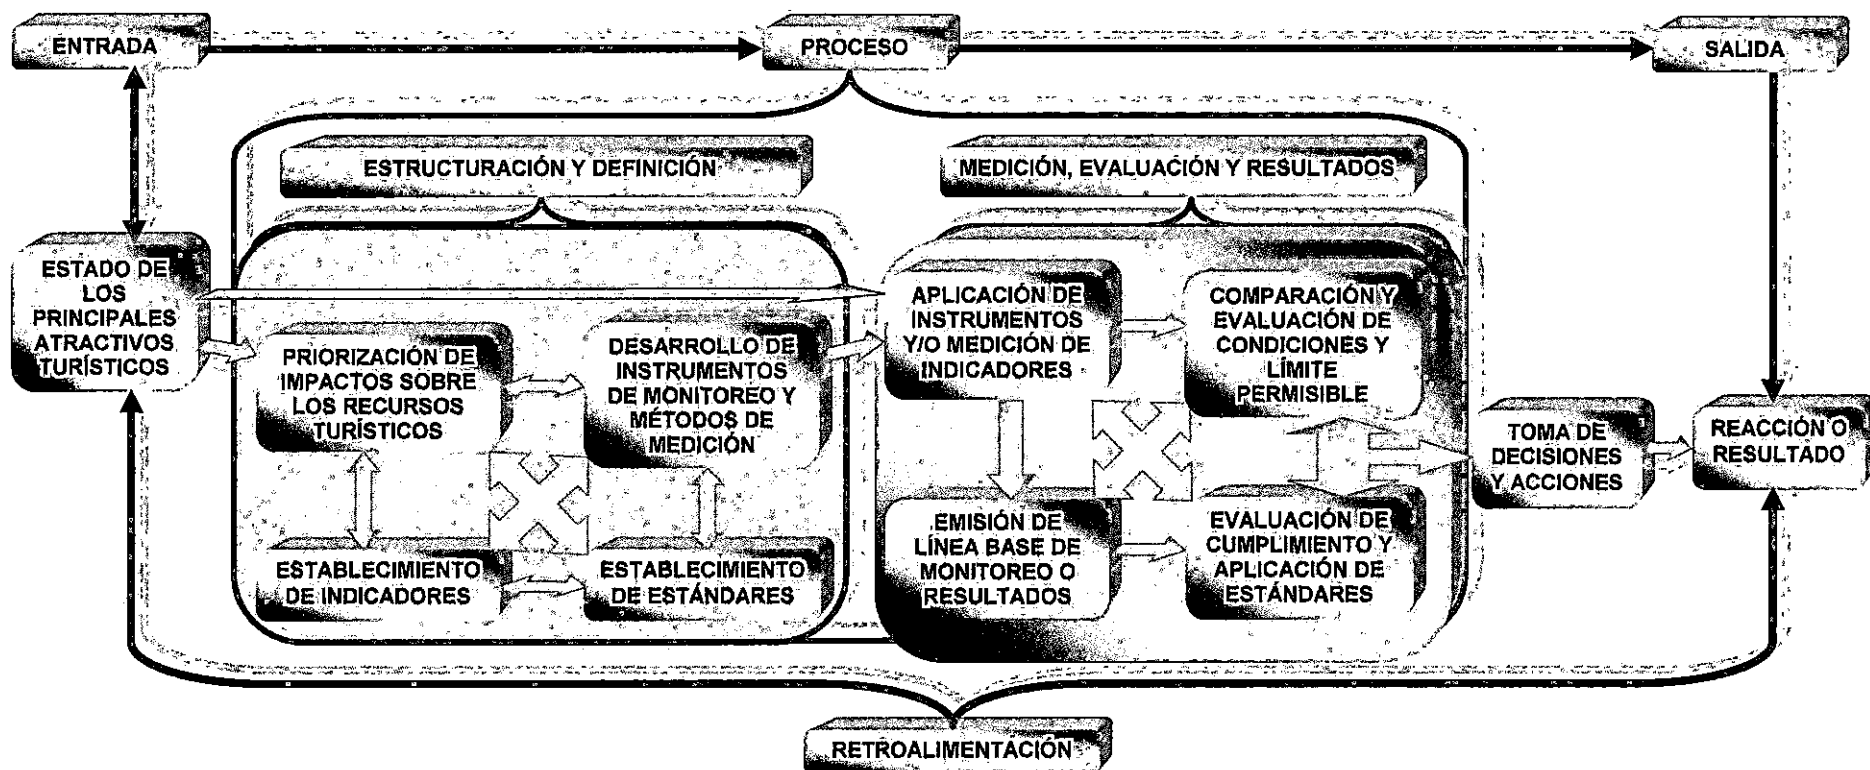 ENTRADA
PROCESO
SALIDA
ESTRUCTURACIÓN Y DEFINICIÓN
MEDICIÓN, EVALUACIÓN Y RESULTADOS
ESTADO DE
LOS
PRINCIPALES
ATRACTIVOS
TURÍSTICOS
PRIORIZACIÓN DE
IMPACTOS SOBRE
LOS RECURSOS
TURÍSTICOS
DESARROLLO DE
INSTRUMENTOS
DE MONITOREO Y
MÉTODOS DE
MEDICIÓN
ESTABLECIMIENTO
DE INDICADORES
ESTABLECIMIENTO
DE ESTÁNDARES
APLICACIÓN DE
INSTRUMENTOS
Y/O MEDICIÓN DE
INDICADORES
COMPARACIÓN Y
EVALUACIÓN DE
CONDICIONES Y
LÍMITE
PERMISIBLE
EMISIÓN DE
LÍNEA BASE DE
MONITOREO O
RESULTADOS
EVALUACIÓN DE
CUMPLIMIENTO Y
APLICACIÓN DE
ESTÁNDARES
TOMA DE
DECISIONES
Y ACCIONES
REACCIÓN O
RESULTADO
RETROALIMENTACIÓN